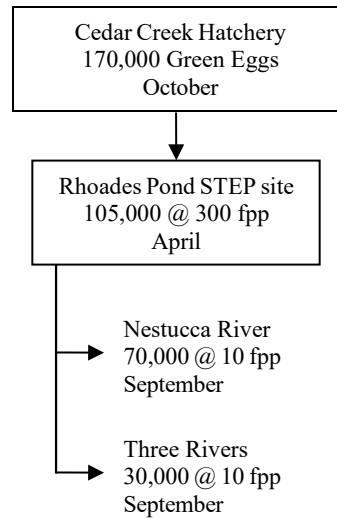 Cedar Creek Hatchery
170,000 Green Eggs
October
Rhoades Pond STEP site
105,000 @ 300 fpp
April
Nestucca River
70,000 @ 10 fpp
September
Three Rivers
30,000 @ 10 fpp
September